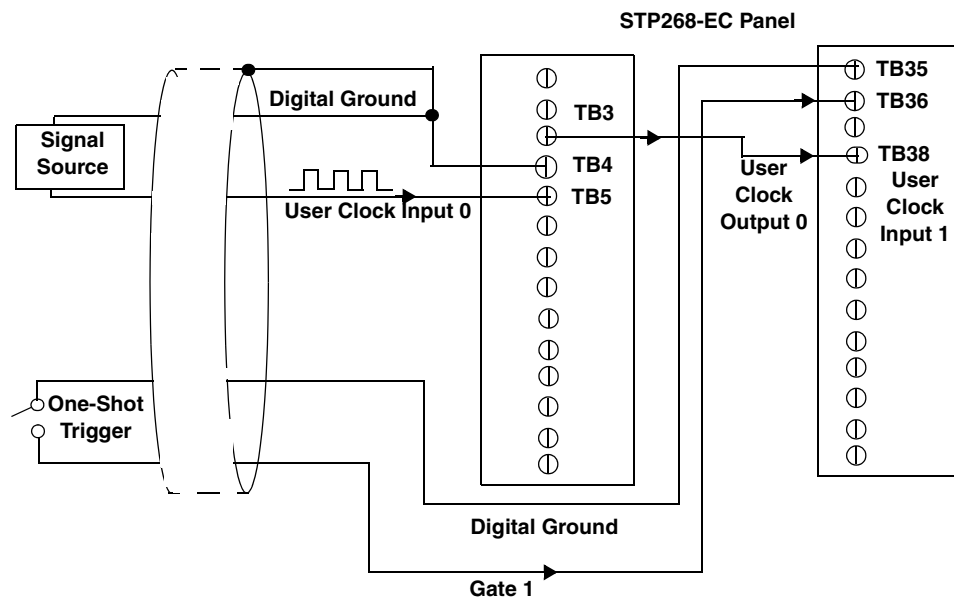 STP268-EC Panel
TB35
Digital Ground
TB3
TB36
Signal
Source
TB4
TB38
User
Clock
Output 0
User
Clock
Input 1
TB5
User Clock Input 0
One-Shot
Trigger
Digital Ground
Gate 1